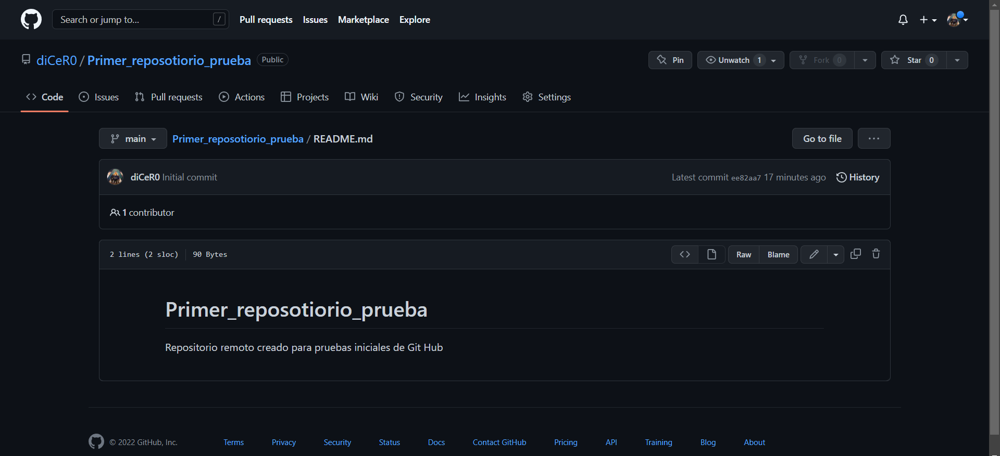 Search or jump to... /
Pull requests Issues Marketplace Explore
diCeR0 / Primer_reposotiorio_prueba Public
Pin Unwatch 1 Fork 0 Star 0
Code Issues Pull requests Actions Projects Wiki Security Insights Settings
main Primer_reposotiorio_prueba / README.md Go to file ...
diCeR0 Initial commit Latest commit ee82aa7 17 minutes ago History
1 contributor
2 lines (2 sloc) 90 Bytes <> Raw Blame
Primer_reposotiorio_prueba
Repositorio remoto creado para pruebas iniciales de Git Hub
© 2022 GitHub, Inc. Terms Privacy Security Status Docs Contact GitHub Pricing API Training Blog About